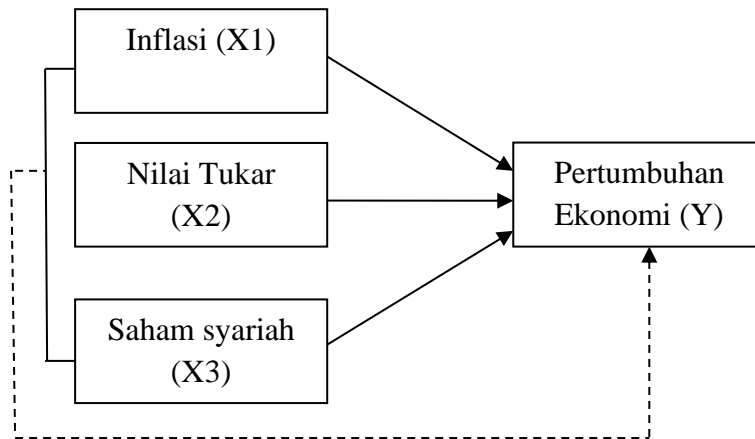 Inflasi (X1)
Nilai Tukar
(X2)
Saham syariah
(X3)
Pertumbuhan
Ekonomi (Y)